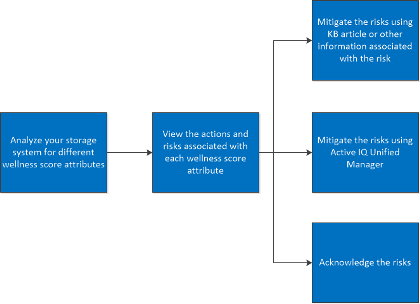 Analyze your storage
system for different
wellness score attributes
View the actions and
risks associated with
each wellness score
attribute
Mitigate the risks using
KB article or other
information associated
with the risk
Mitigate the risks using
Active IQ Unified
Manager
Acknowledge the risks